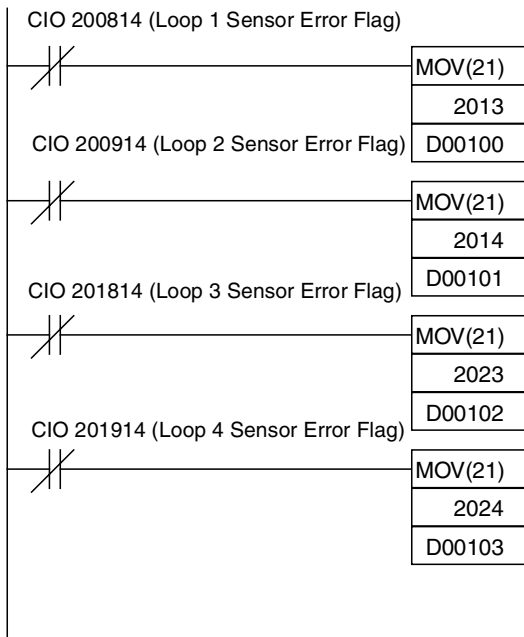 CIO 200814 (Loop 1 Sensor Error Flag)
MOV(21)
2013
D00100
CIO 200914 (Loop 2 Sensor Error Flag)
MOV(21)
2014
D00101
CIO 201814 (Loop 3 Sensor Error Flag)
MOV(21)
2023
D00102
CIO 201914 (Loop 4 Sensor Error Flag)
MOV(21)
2024
D00103